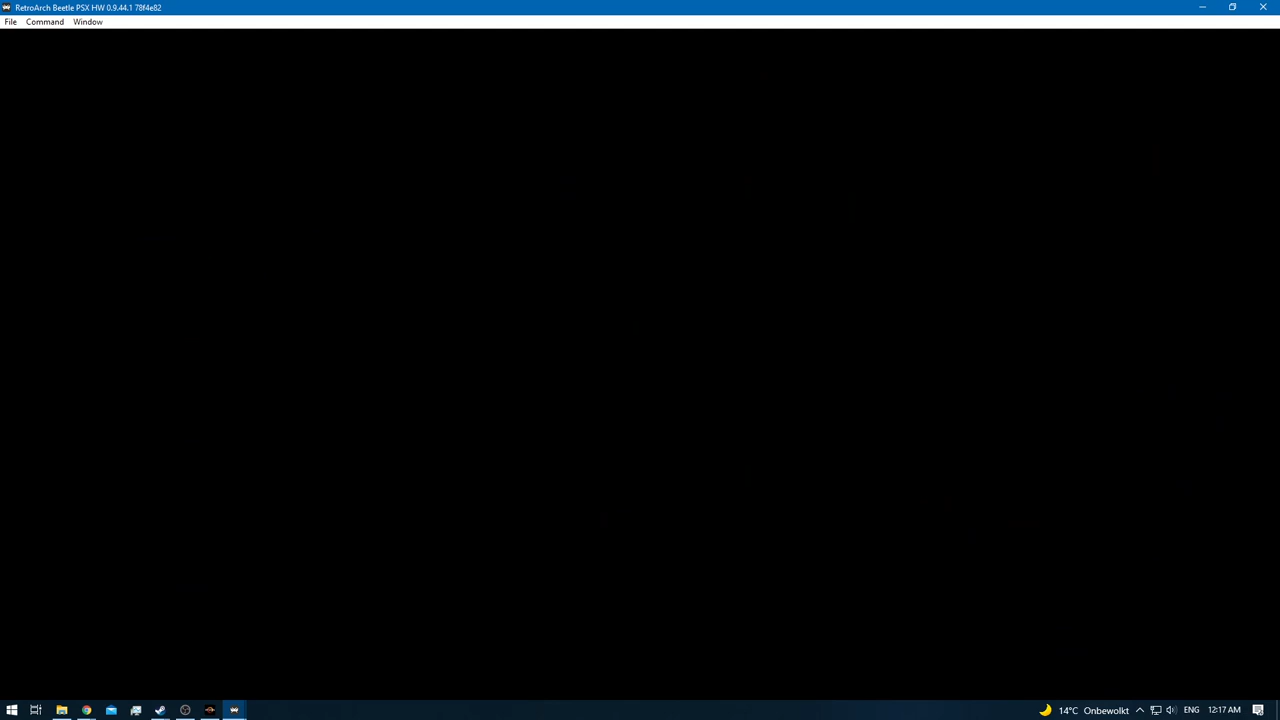 RetroArch Beetle PSX HW 0.9.44.1 78f4e82
File Command Window
14°C Onbewolkt ENG 12:17 AM